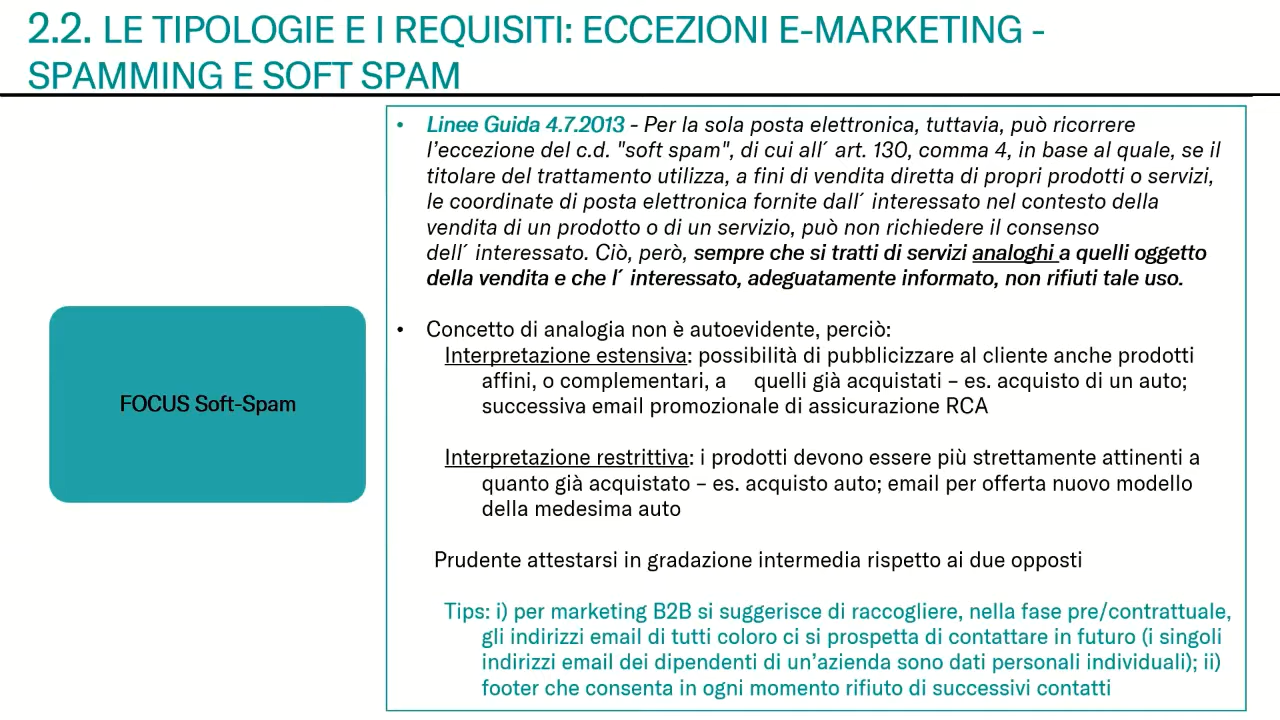 2.2. LE TIPOLOGIE E I REQUISITI: ECCEZIONI E-MARKETING -
SPAMMING E SOFT SPAM
FOCUS Soft-Spam
• Linee Guida 4.7.2013 - Per la sola posta elettronica, tuttavia, può ricorrere
l’eccezione del c.d. "soft spam", di cui all´ art. 130, comma 4, in base al quale, se il
titolare del trattamento utilizza, a fini di vendita diretta di propri prodotti o servizi,
le coordinate di posta elettronica fornite dall´ interessato nel contesto della
vendita di un prodotto o di un servizio, può non richiedere il consenso
dell´ interessato. Ciò, però, sempre che si tratti di servizi analoghi a quelli oggetto
della vendita e che l´ interessato, adeguatamente informato, non rifiuti tale uso.
• Concetto di analogia non è autoevidente, perciò:
Interpretazione estensiva: possibilità di pubblicizzare al cliente anche prodotti
affini, o complementari, a quelli già acquistati – es. acquisto di un auto;
successiva email promozionale di assicurazione RCA
Interpretazione restrittiva: i prodotti devono essere più strettamente attinenti a
quanto già acquistato – es. acquisto auto; email per offerta nuovo modello
della medesima auto
Prudente attestarsi in gradazione intermedia rispetto ai due opposti
Tips: i) per marketing B2B si suggerisce di raccogliere, nella fase pre/contrattuale,
gli indirizzi email di tutti coloro ci si prospetta di contattare in futuro (i singoli
indirizzi email dei dipendenti di un’azienda sono dati personali individuali); ii)
footer che consenta in ogni momento rifiuto di successivi contatti